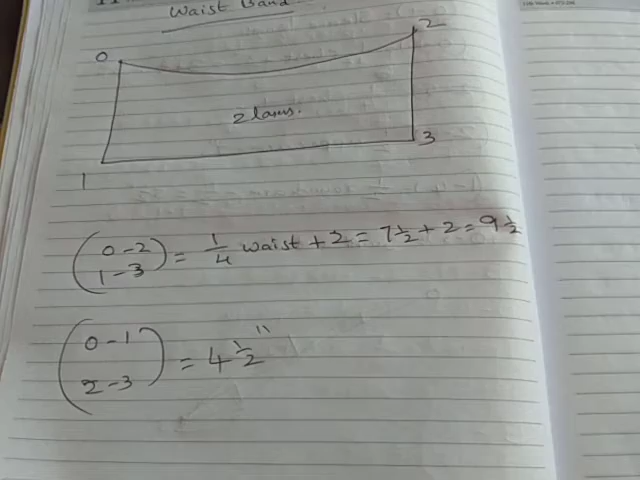 Waist Band
0
2
2 layers.
1
3
(0-2
1-3) = 1/4 waist + 2 = 7 1/2 + 2 = 9 1/2
(0-1
2-3) = 4 1/2"